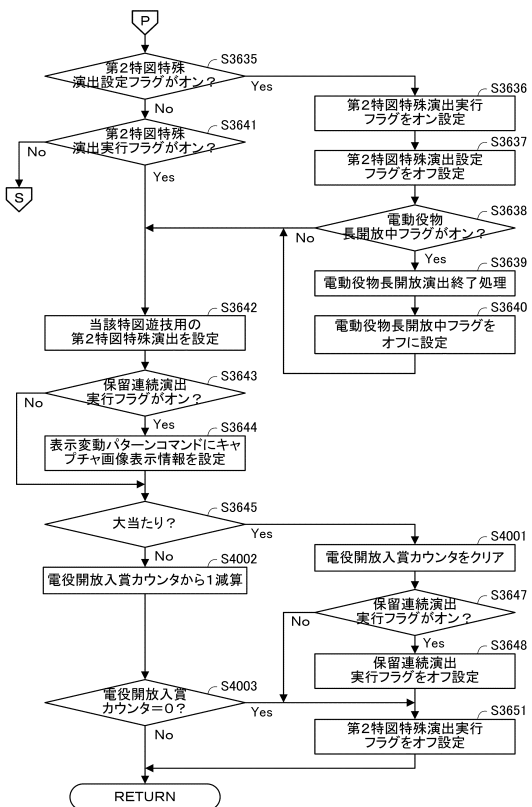 P
S3635
第2特図特殊
演出設定フラグがオン?
Yes
No
S3636
第2特図特殊演出実行
フラグをオン設定
S3641
第2特図特殊
演出実行フラグがオン?
No
Yes
S
S3637
第2特図特殊演出設定
フラグをオフ設定
S3638
電動役物
長開放中フラグがオン?
No
Yes
S3639
電動役物長開放演出終了処理
S3640
電動役物長開放中フラグを
オフに設定
S3642
当該特図遊技用の
第2特図特殊演出を設定
S3643
保留連続演出
実行フラグがオン?
No
Yes
S3644
表示変動パターンコマンドにキャ
プチャ画像表示情報を設定
S3645
大当たり?
Yes
No
S4001
電役開放入賞カウンタをクリア
S4002
電役開放入賞カウンタから1減算
S3647
保留連続演出
実行フラグがオン?
No
Yes
S3648
保留連続演出
実行フラグをオフ設定
S4003
電役開放入賞
カウンタ=0?
Yes
No
S3651
第2特図特殊演出実行
フラグをオフ設定
RETURN